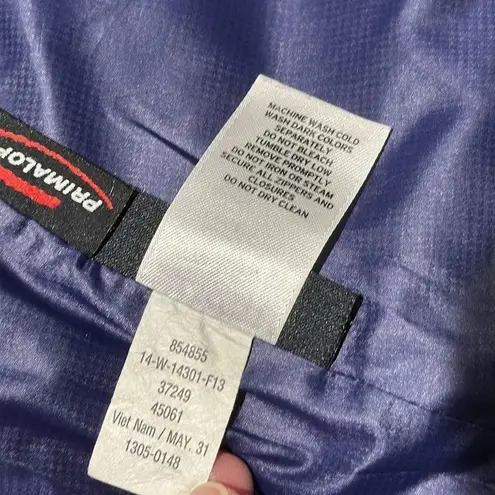 MACHINE WASH COLD
WASH DARK COLORS
SEPARATELY
DO NOT BLEACH
TUMBLE DRY LOW
REMOVE PROMPTLY
DO NOT IRON OR STEAM
SECURE ALL ZIPPERS AND
CLOSURES
DO NOT DRY CLEAN
PRIMALOF
854855
14-W-14301-F13
37249
45061
Viet Nam / MAY. 31
1305-0148